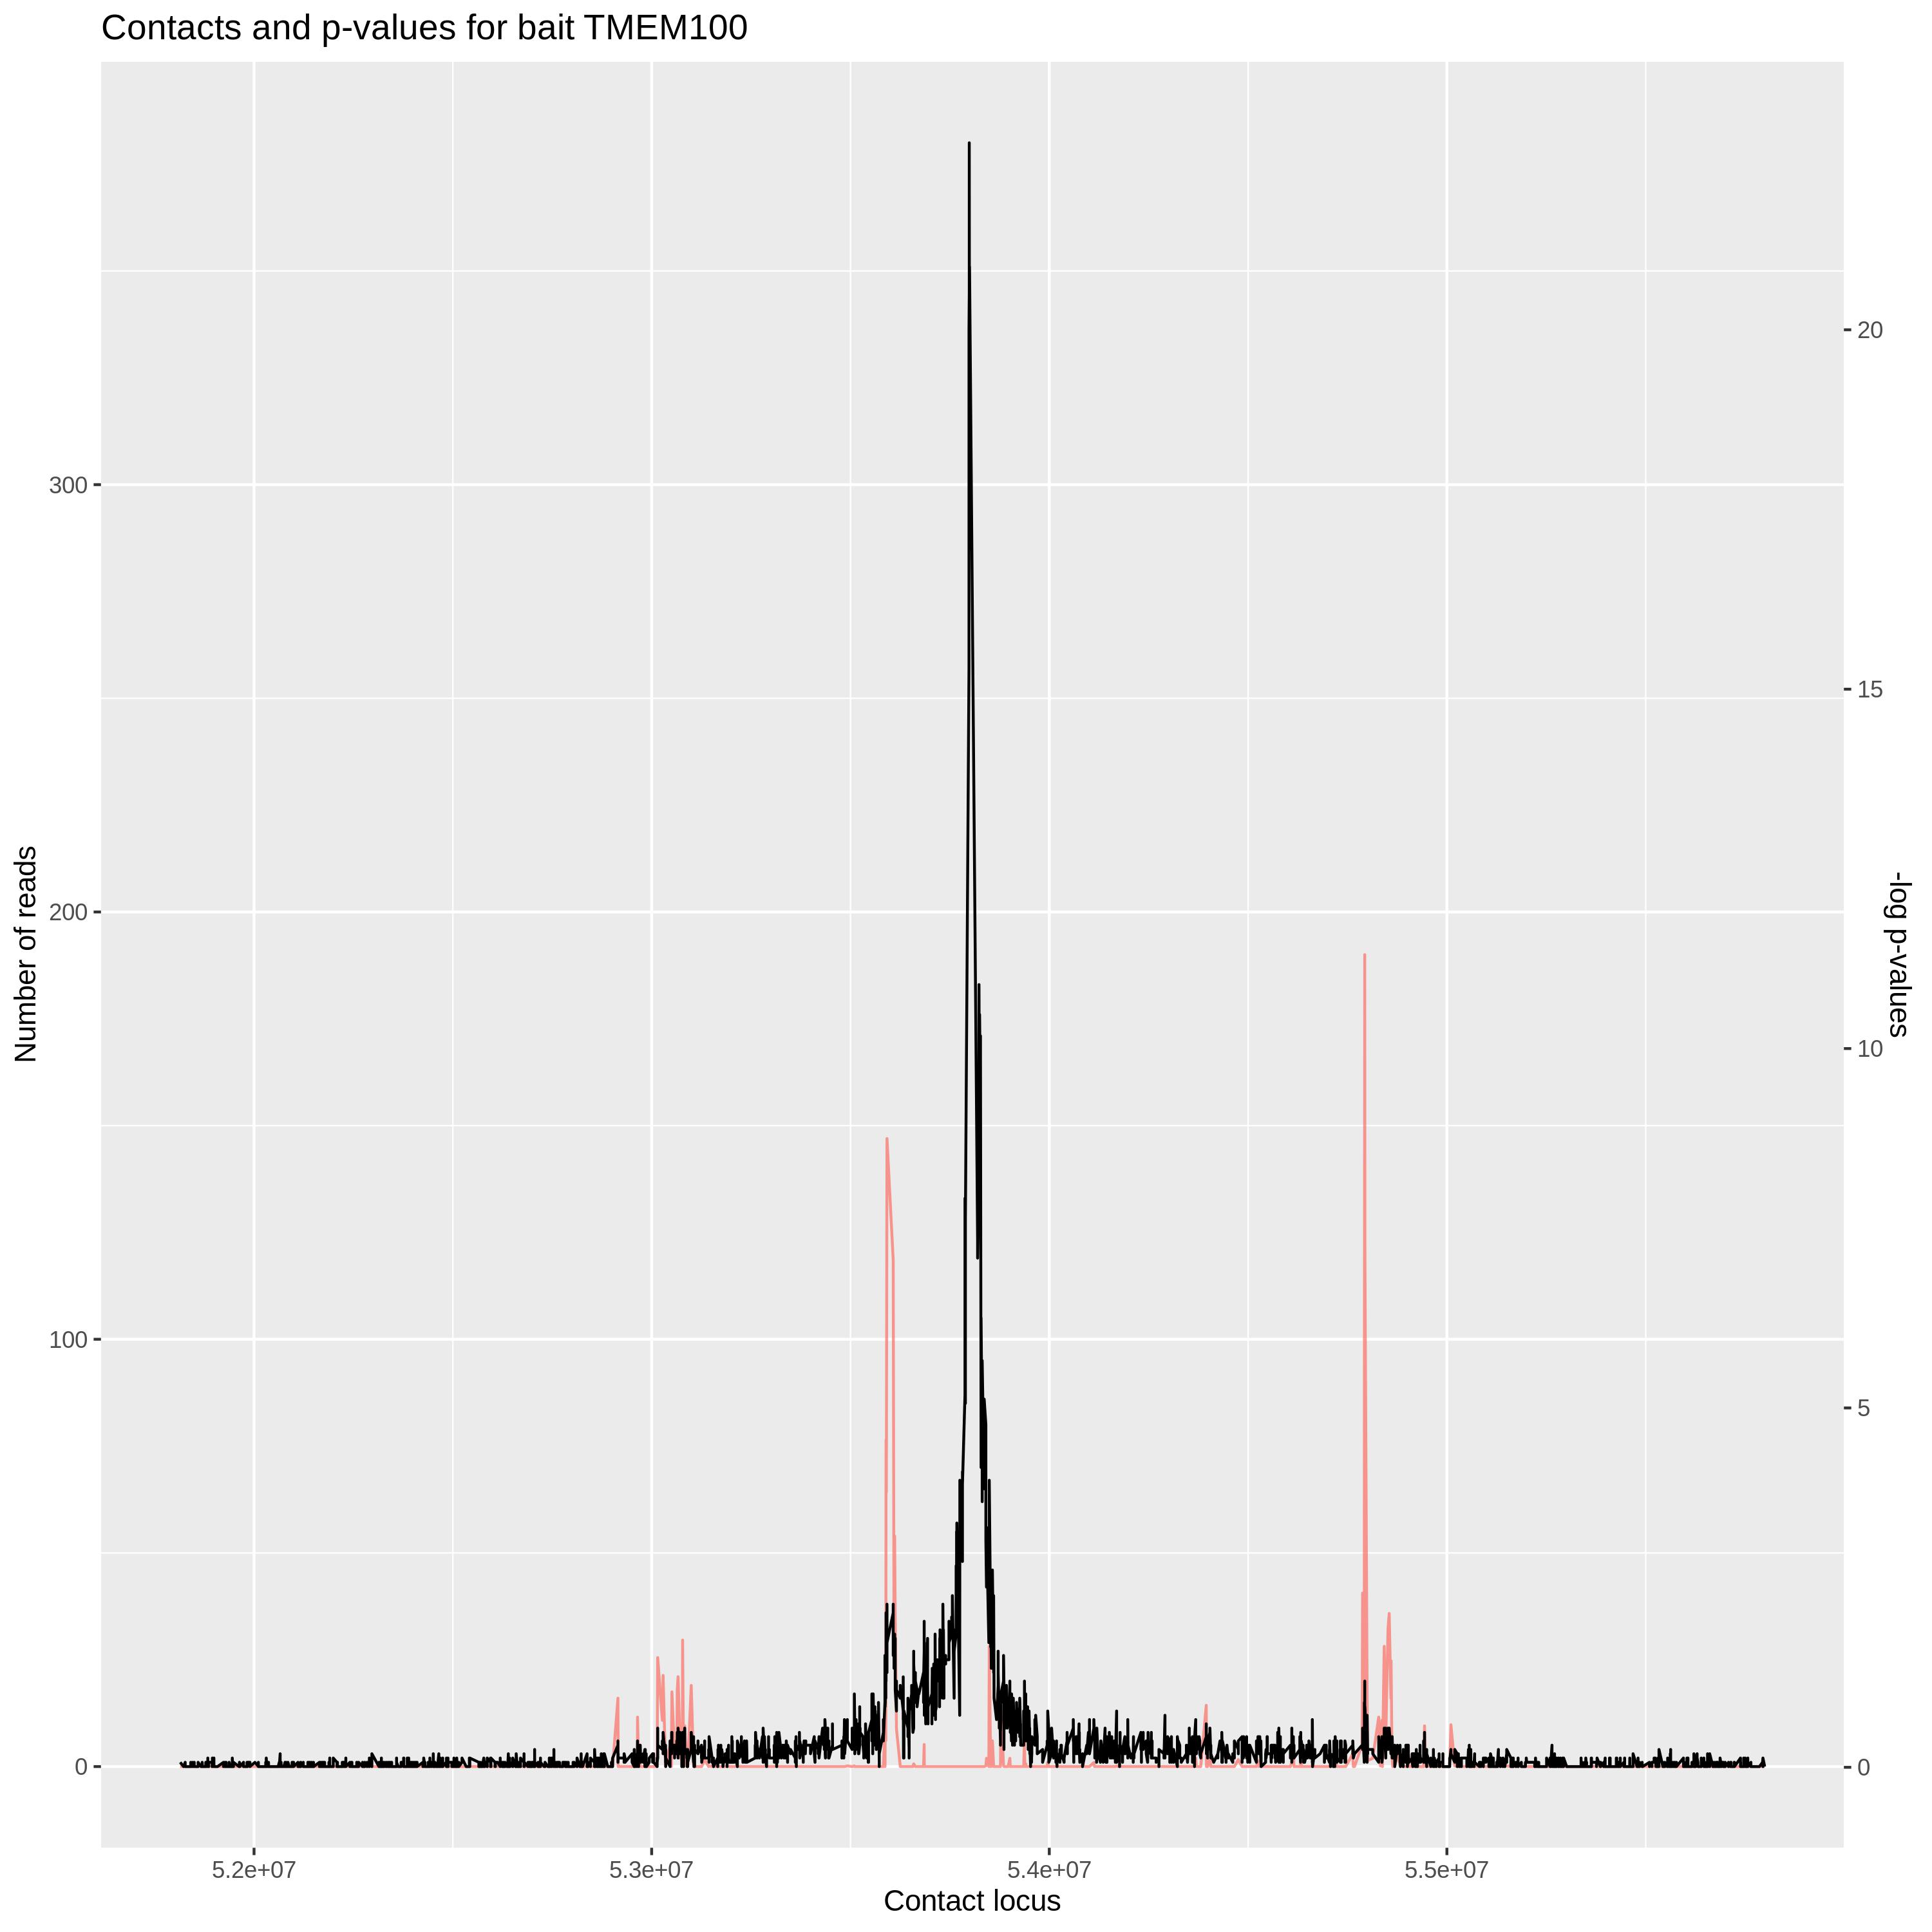 Contacts and p-values for bait TMEM100
Number of reads
300
200
100
0
20
15
10
5
0
-log p-values
5.2e+07
5.3e+07
5.4e+07
5.5e+07
Contact locus